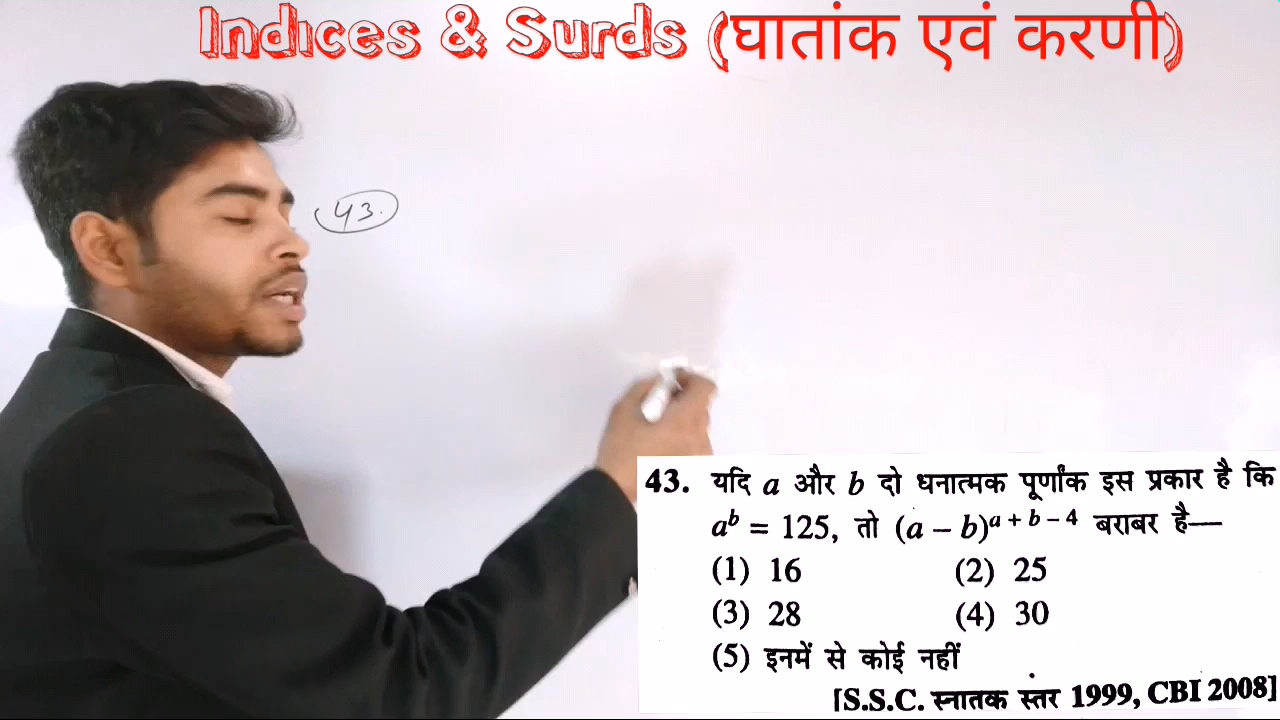 Indices & Surds (घातांक एवं करणी)
43.
43. यदि a और b दो धनात्मक पूर्णांक इस प्रकार है कि
a^b = 125, तो (a – b)^{a + b – 4} बराबर है—
(1) 16 (2) 25
(3) 28 (4) 30
(5) इनमें से कोई नहीं
[S.S.C. स्नातक स्तर 1999, CBI 2008]